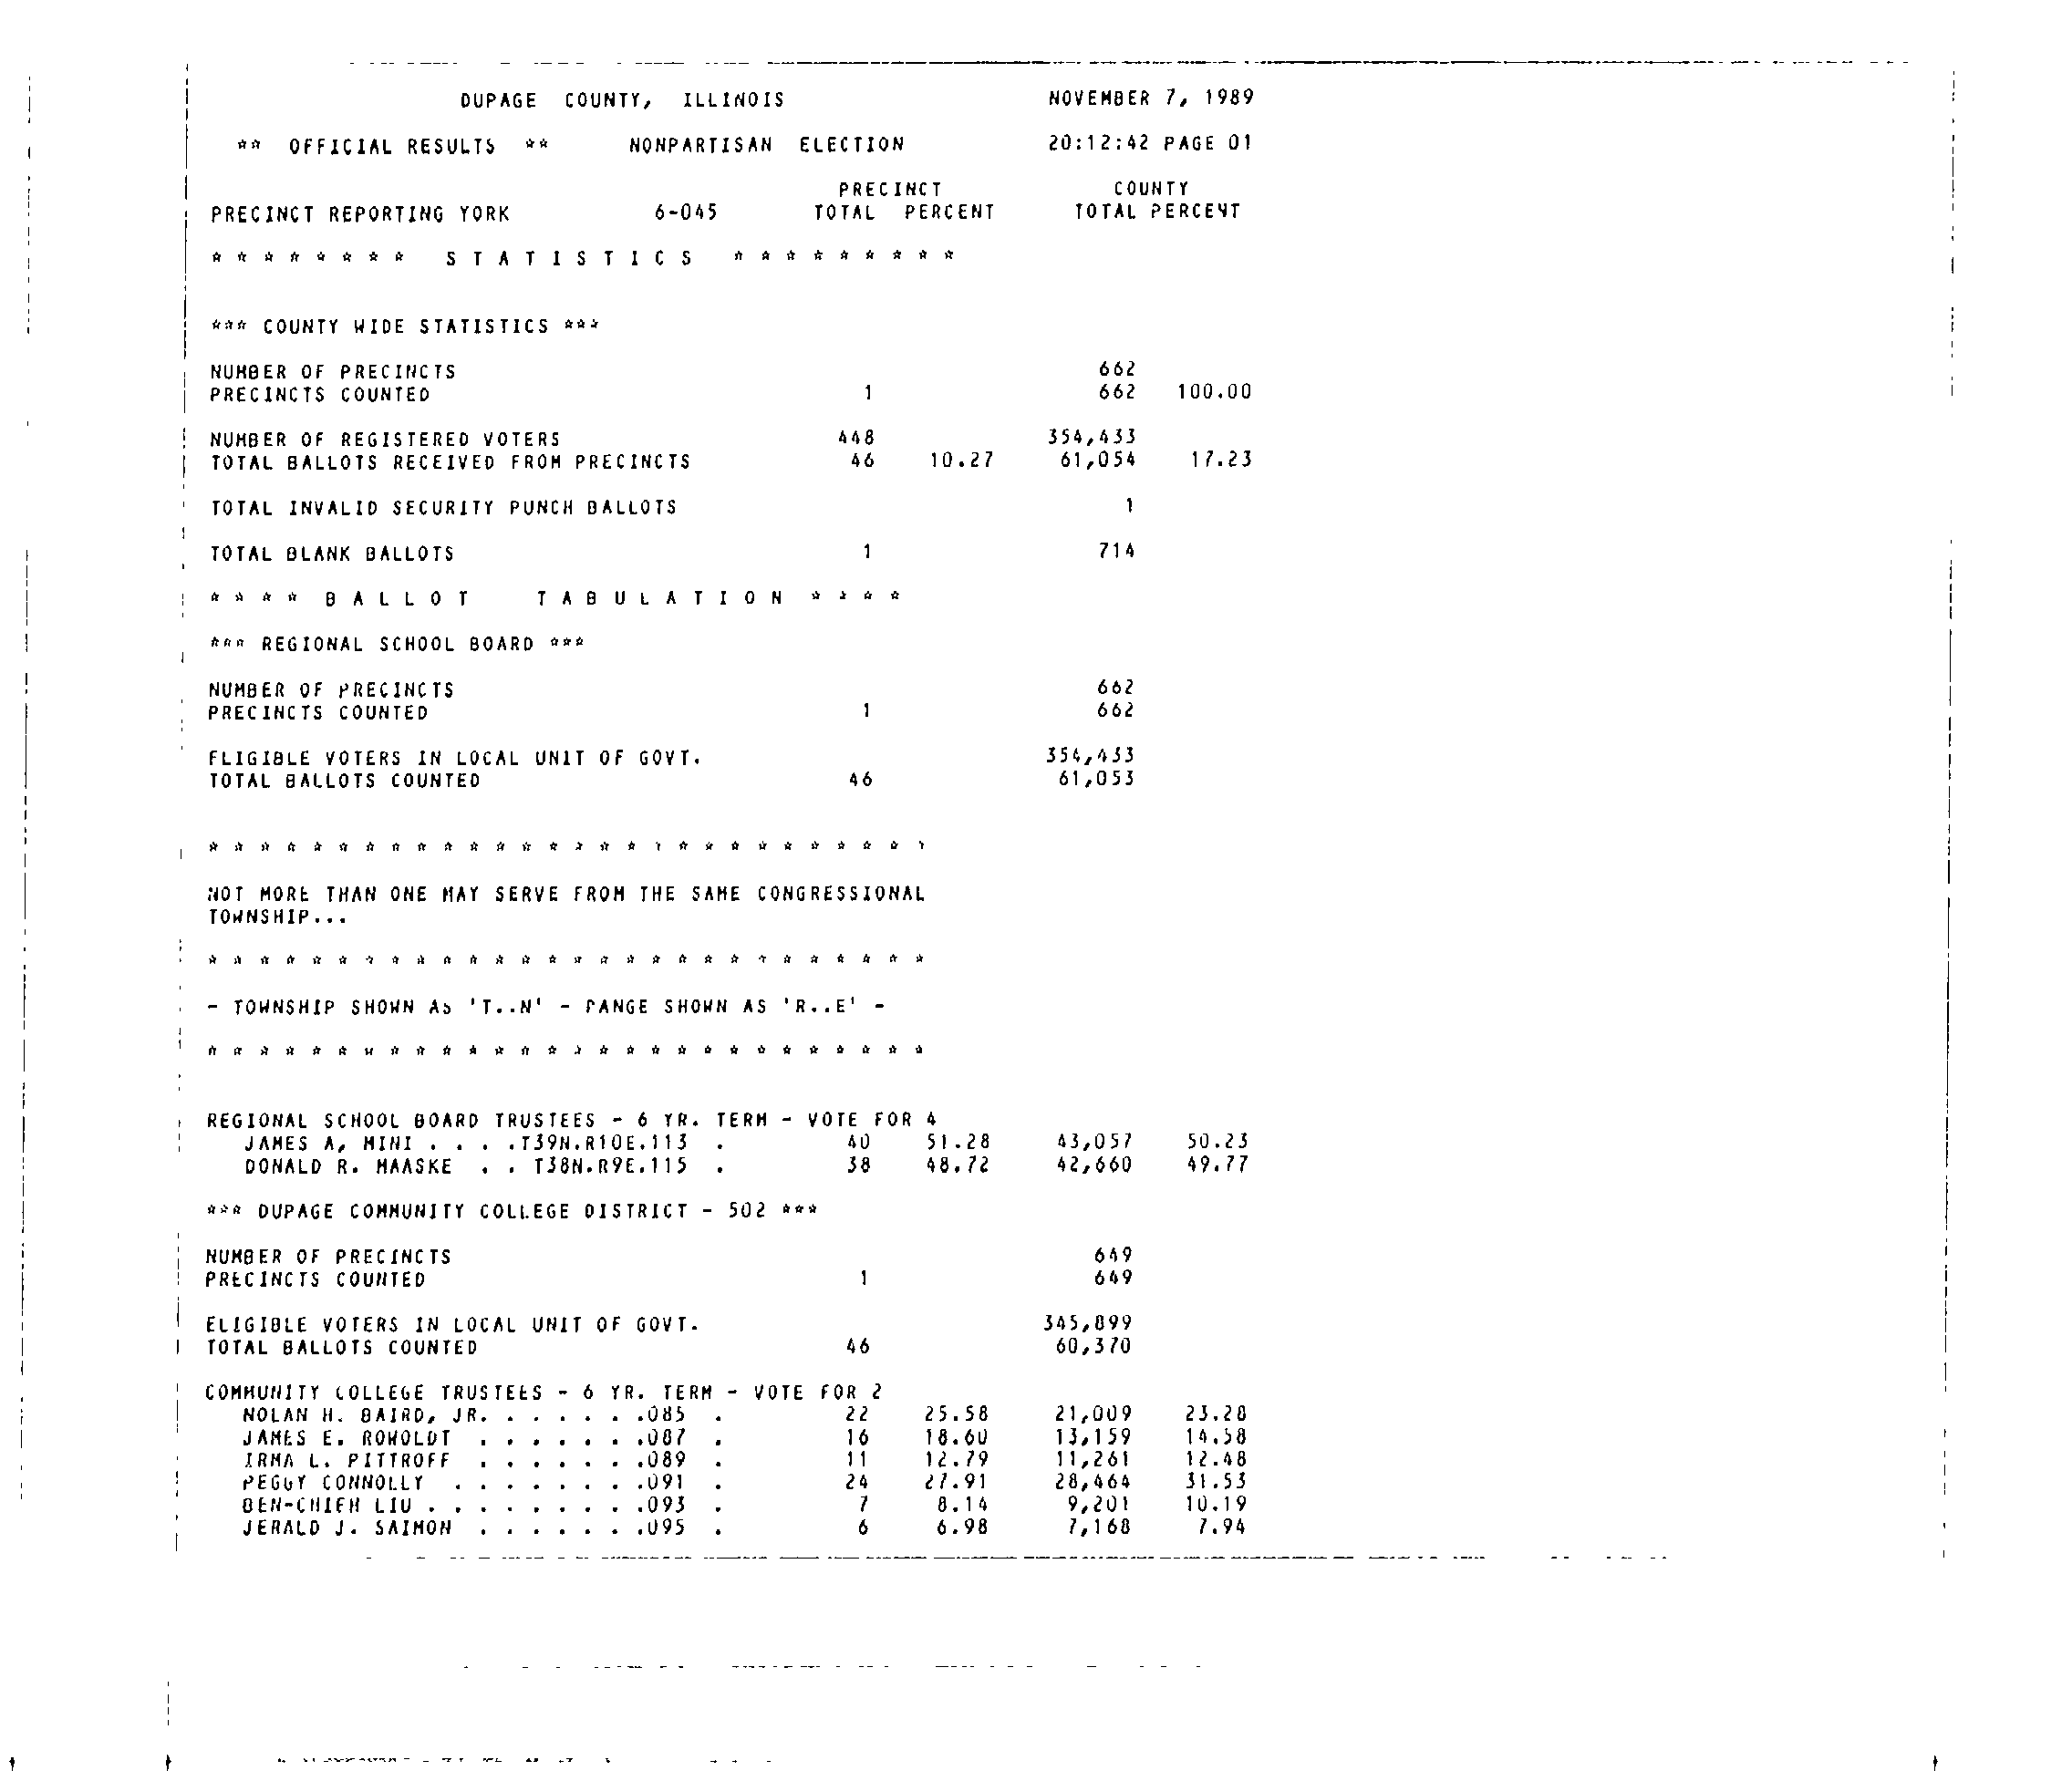 DUPAGE COUNTY, ILLINOIS NOVEMBER 7, 1989
** OFFICIAL RESULTS ** NONPARTISAN ELECTION 20:12:42 PAGE 01
PRECINCT COUNTY
PRECINCT REPORTING YORK 6-045 TOTAL PERCENT TOTAL PERCENT
* * * * * * * * S T A T I S T I C S * * * * * * * * *
*** COUNTY WIDE STATISTICS ***
NUMBER OF PRECINCTS 662
PRECINCTS COUNTED 1 662 100.00
NUMBER OF REGISTERED VOTERS 448 354,433
TOTAL BALLOTS RECEIVED FROM PRECINCTS 46 10.27 61,054 17.23
TOTAL INVALID SECURITY PUNCH BALLOTS 1
TOTAL BLANK BALLOTS 1 714
* * * * B A L L O T T A B U L A T I O N * * * *
*** REGIONAL SCHOOL BOARD ***
NUMBER OF PRECINCTS 662
PRECINCTS COUNTED 1 662
ELIGIBLE VOTERS IN LOCAL UNIT OF GOVT. 354,433
TOTAL BALLOTS COUNTED 46 61,053
* * * * * * * * * * * * * * * * * * * * * * * * * * * *
NOT MORE THAN ONE MAY SERVE FROM THE SAME CONGRESSIONAL
TOWNSHIP...
* * * * * * * * * * * * * * * * * * * * * * * * * * * *
- TOWNSHIP SHOWN AS 'T..N' - RANGE SHOWN AS 'R..E' -
* * * * * * * * * * * * * * * * * * * * * * * * * * * *
REGIONAL SCHOOL BOARD TRUSTEES - 6 YR. TERM - VOTE FOR 4
JAMES A. MINI . . . .T39N.R10E.113 . 40 51.28 43,057 50.23
DONALD R. MAASKE . . T38N.R9E.115 . 38 48.72 42,660 49.77
*** DUPAGE COMMUNITY COLLEGE DISTRICT - 502 ***
NUMBER OF PRECINCTS 649
PRECINCTS COUNTED 1 649
ELIGIBLE VOTERS IN LOCAL UNIT OF GOVT. 345,899
TOTAL BALLOTS COUNTED 46 60,370
COMMUNITY COLLEGE TRUSTEES - 6 YR. TERM - VOTE FOR 2
NOLAN H. BAIRD, JR. . . . . . .085 . 22 25.58 21,009 23.28
JAMES E. ROWOLDT . . . . . . .087 . 16 18.60 13,159 14.58
IRMA L. PITTROFF . . . . . . .089 . 11 12.79 11,261 12.48
PEGGY CONNOLLY . . . . . . . .091 . 24 27.91 28,464 31.53
BEN-CHIEH LIU . . . . . . . . .093 . 7 8.14 9,201 10.19
JERALD J. SAIMON . . . . . . .095 . 6 6.98 7,168 7.94